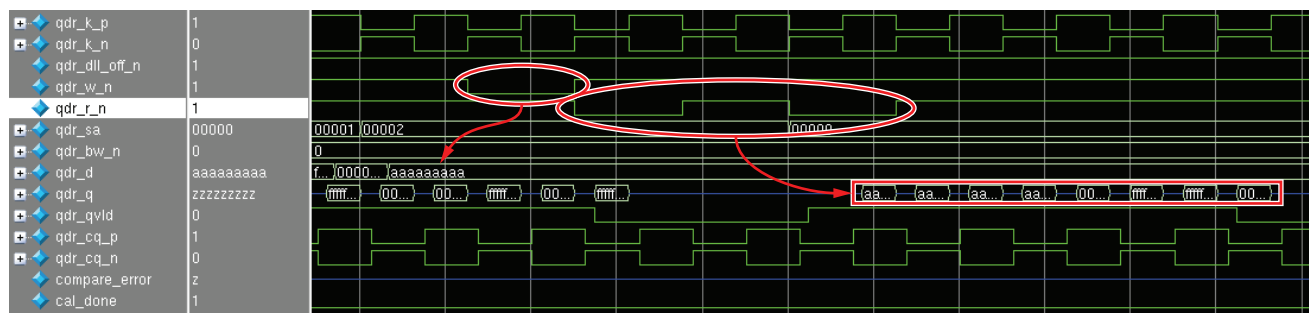 qdr_k_p 1
qdr_k_n 0
qdr_dll_off_n 1
qdr_w_n 1
qdr_r_n 1
qdr_sa 00000 00001 00002 00000
qdr_bw_n 0 0
qdr_d aaaaaaaaa f... 0000... aaaaaaaaa
qdr_q zzzzzzzzz ffff... 00... 00... ffff... 00... ffff... aa... aa... aa... aa... 00... ffff... ffff... 00...
qdr_qvld 0
qdr_cq_p 1
qdr_cq_n 0
compare_error z
cal_done 1